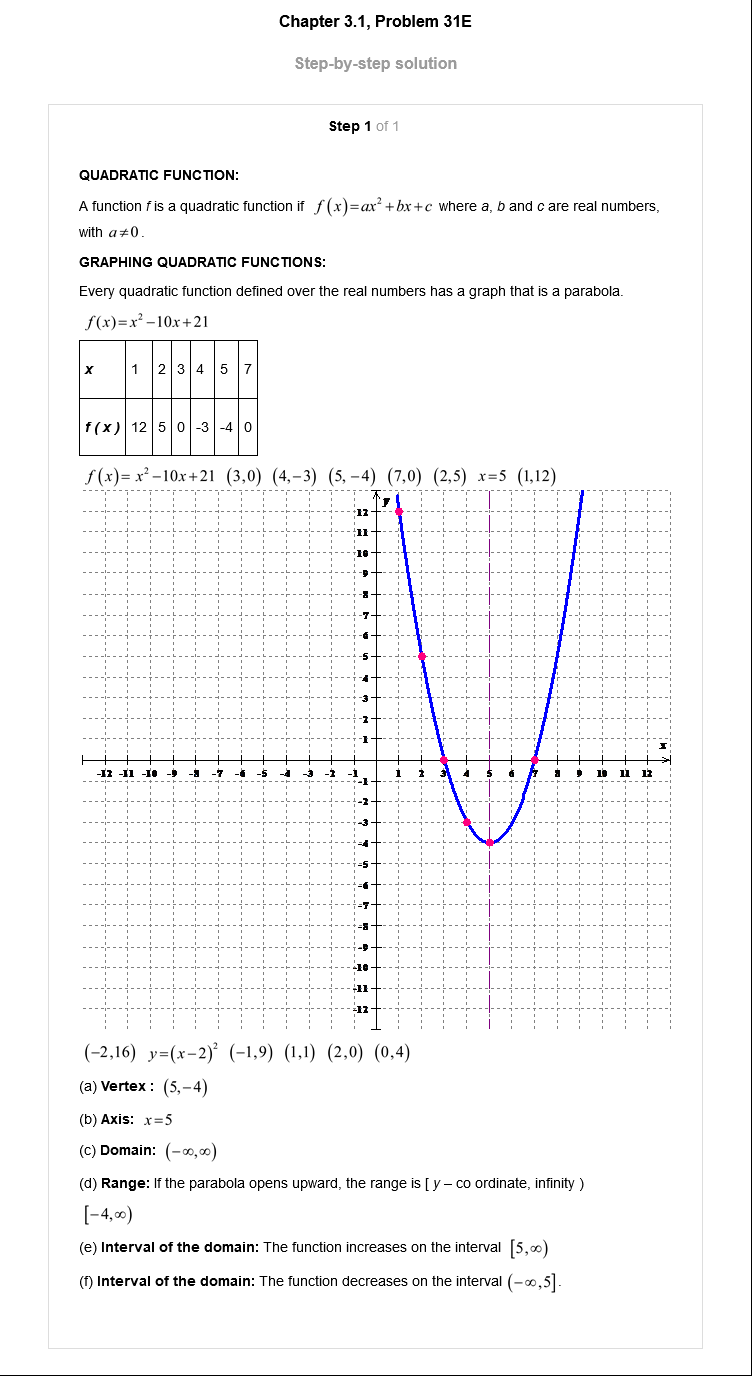 Chapter 3.1, Problem 31E
Step-by-step solution
Step 1 of 1
QUADRATIC FUNCTION:
A function f is a quadratic function if f(x)=ax²+bx+c where a, b and c are real numbers,
with a≠0.
GRAPHING QUADRATIC FUNCTIONS:
Every quadratic function defined over the real numbers has a graph that is a parabola.
f(x)=x²−10x+21
x 1 2 3 4 5 7
f(x) 12 5 0 -3 -4 0
f(x)= x²−10x+21 (3,0) (4,−3) (5,−4) (7,0) (2,5) x=5 (1,12)
y
12
11
10
9
8
7
6
5
4
3
2
1
x
-12 -11 -10 -9 -8 -7 -6 -5 -4 -3 -2 -1 1 2 3 4 5 6 7 8 9 10 11 12
-1
-2
-3
-4
-5
-6
-7
-8
-9
-10
-11
-12
(−2,16) y=(x−2)² (−1,9) (1,1) (2,0) (0,4)
(a) Vertex : (5,−4)
(b) Axis: x=5
(c) Domain: (−∞,∞)
(d) Range: If the parabola opens upward, the range is [ y – co ordinate, infinity )
[−4,∞)
(e) Interval of the domain: The function increases on the interval [5,∞)
(f) Interval of the domain: The function decreases on the interval (−∞,5].